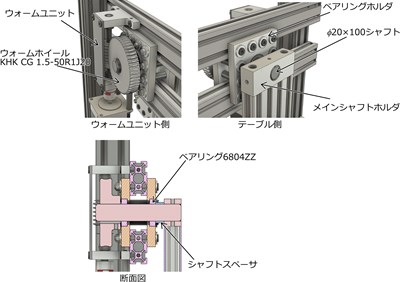 ウォームユニット
ウォームホイール
KHK CG 1.5-50R1J20
ウォームユニット側
ベアリングホルダ
φ20×100シャフト
メインシャフトホルダ
テーブル側
ベアリング6804ZZ
シャフトスペーサ
断面図